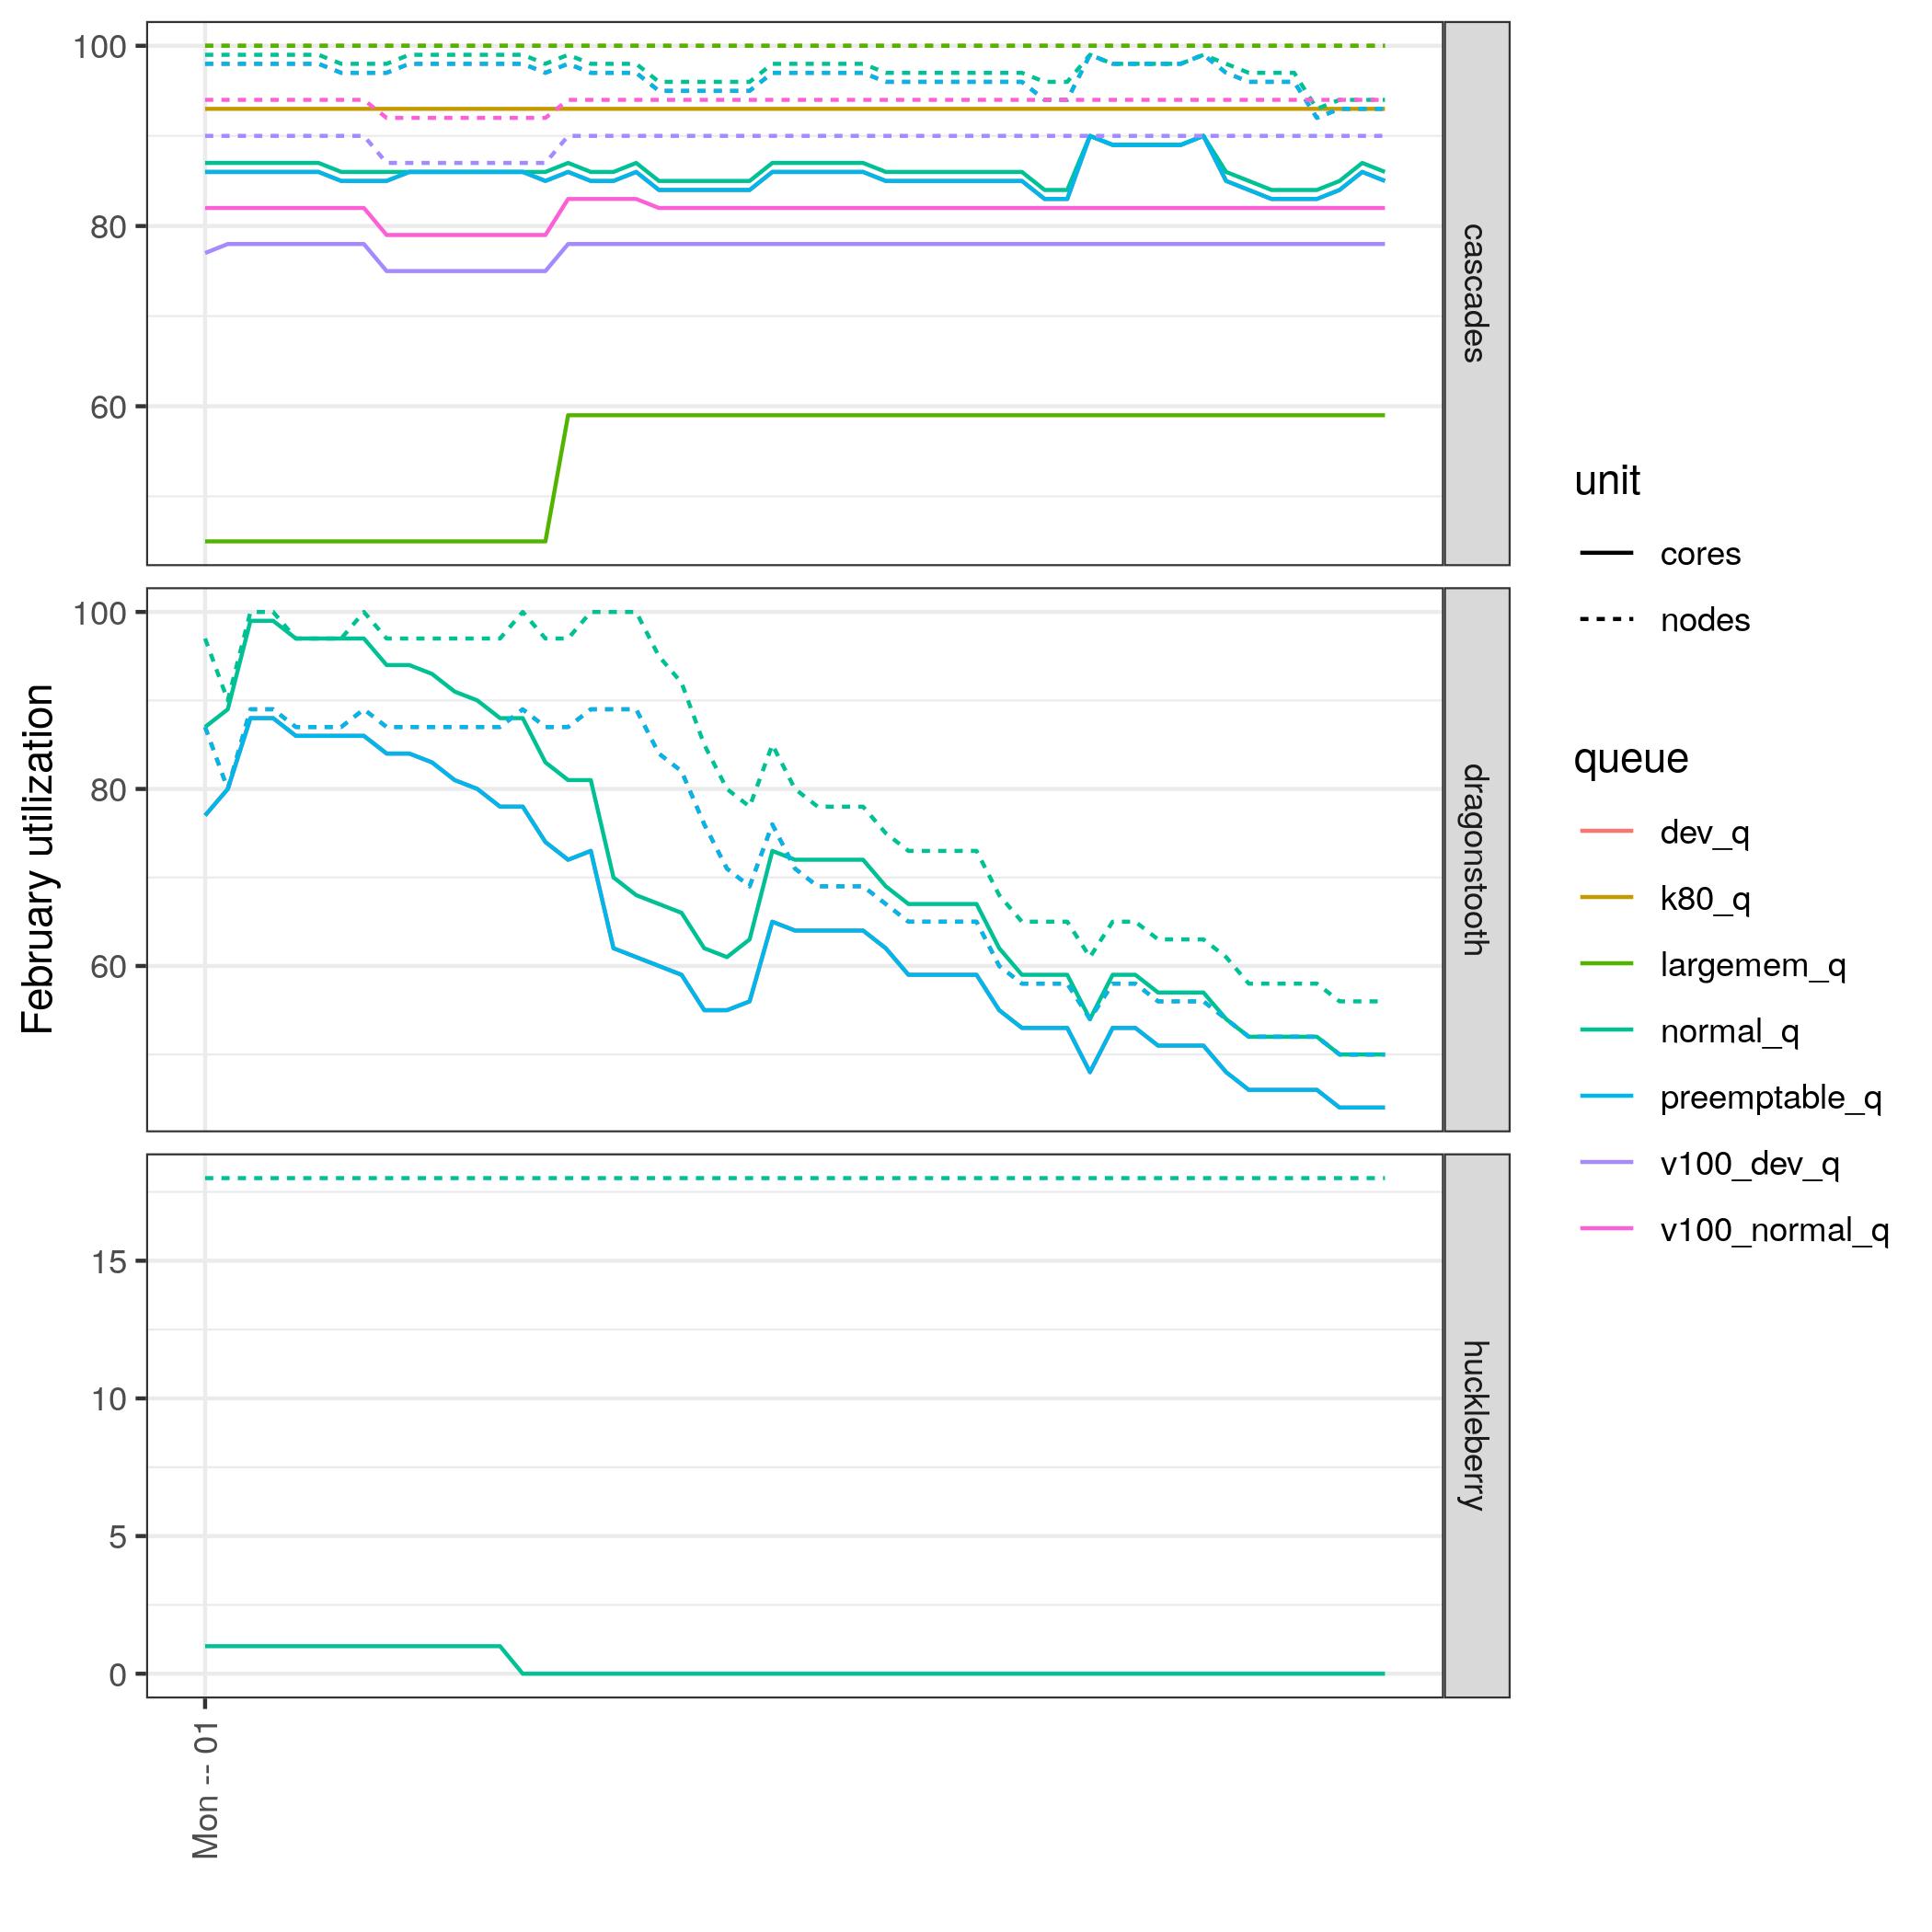 February utilization
100
80
60
cascades
100
80
60
dragonstooth
15
10
5
0
huckleberry
Mon -- 01
unit
cores
nodes
queue
dev_q
k80_q
largemem_q
normal_q
preemptable_q
v100_dev_q
v100_normal_q